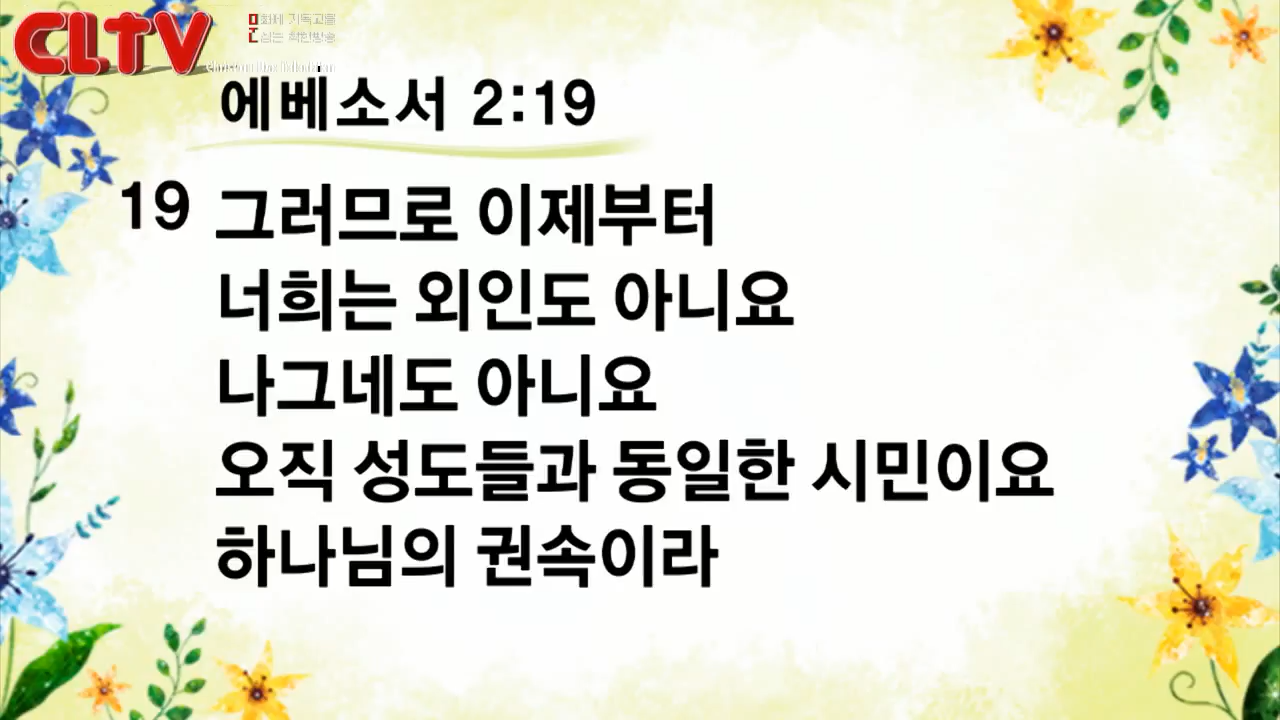 CLTV
에베소서 2:19
19 그러므로 이제부터
너희는 외인도 아니요
나그네도 아니요
오직 성도들과 동일한 시민이요
하나님의 권속이라